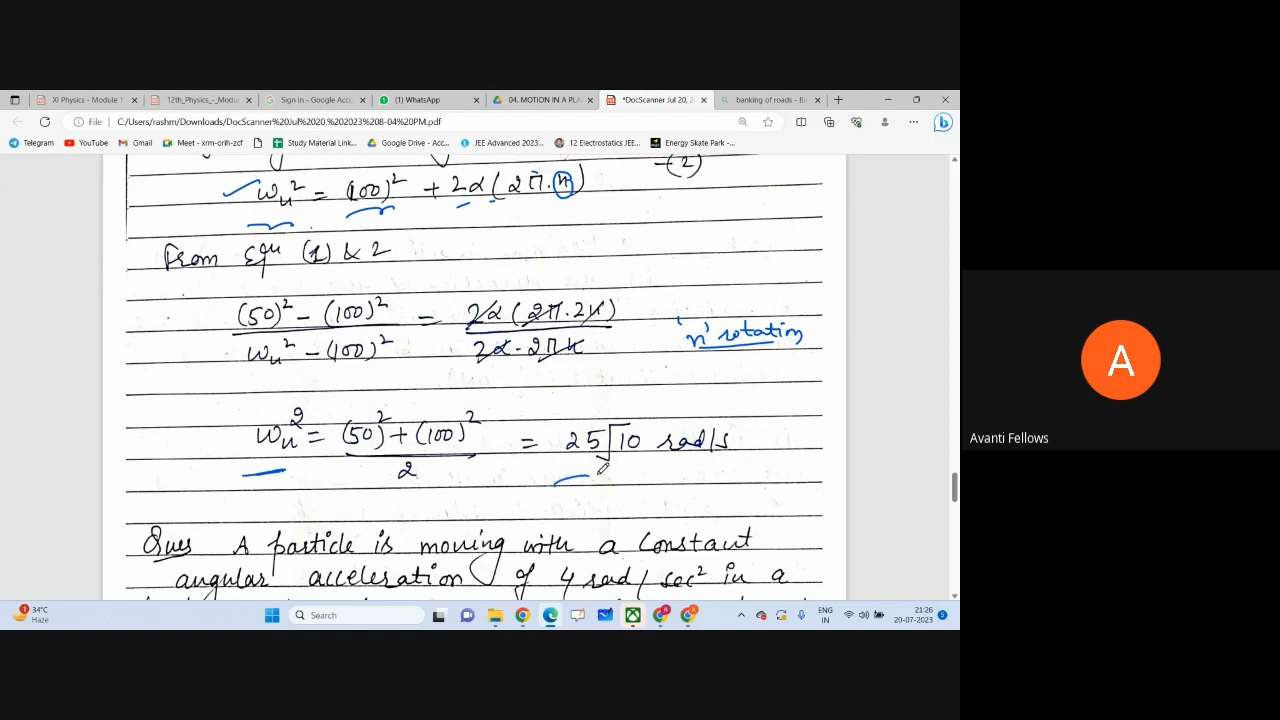 XI Physics - Module 1
12th_Physics_-_Modul
Sign in - Google Acc
(1) WhatsApp
04. MOTION IN A PLA
*DocScanner Jul 20, 2
banking of roads - Bi
File
C:/Users/rashm/Downloads/DocScanner%20Jul%2020,%202023%208-04%20PM.pdf
Telegram
YouTube
Gmail
Meet - xrm-orih-zcf
Study Material Link...
Google Drive - Acc...
JEE Advanced 2023...
12 Electrostatics JEE...
Energy Skate Park -...
—(2)
ωn² = (100)² + 2α(2π.n)
From Eqn (1) & 2
(50)² - (100)² / ωn² - (100)² = 2α(2π.2n) / 2α.2πn
'n' rotation
ωn² = (50)² + (100)² / 2 = 25√10 rad/s
Ques A particle is moving with a constant
angular acceleration of 4 rad/sec² in a
A
Avanti Fellows
34°C
Haze
Search
ENG
IN
21:26
20-07-2023
5